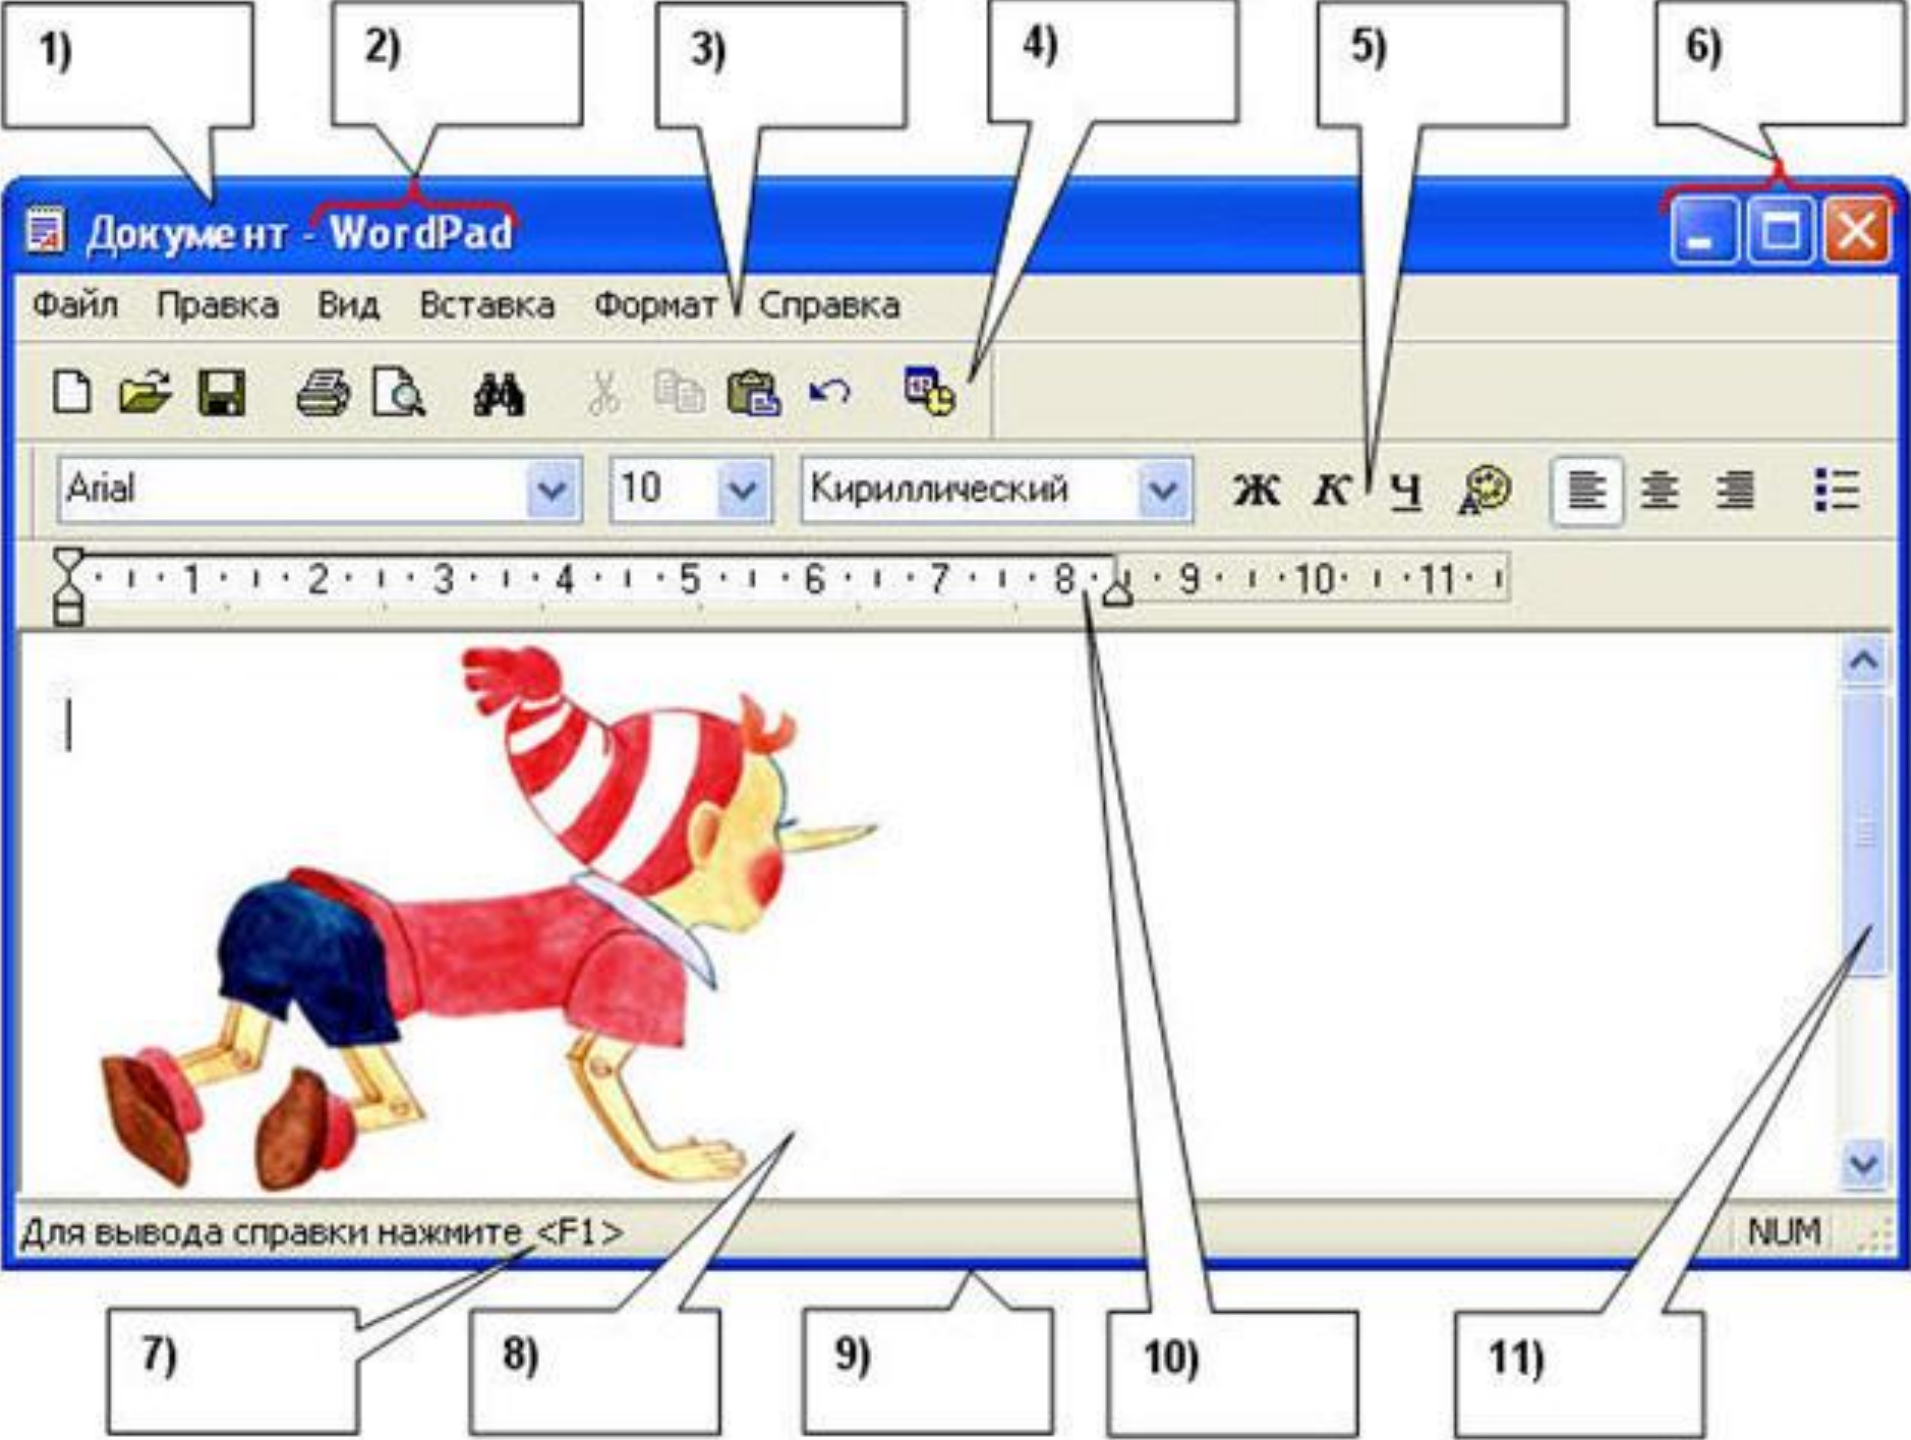 1)
2)
3)
4)
5)
6)
Документ - WordPad
Файл Правка Вид Вставка Формат Справка
Arial 10 Кириллический Ж К Ч
1 2 3 4 5 6 7 8 9 10 11
Для вывода справки нажмите <F1> NUM
7)
8)
9)
10)
11)